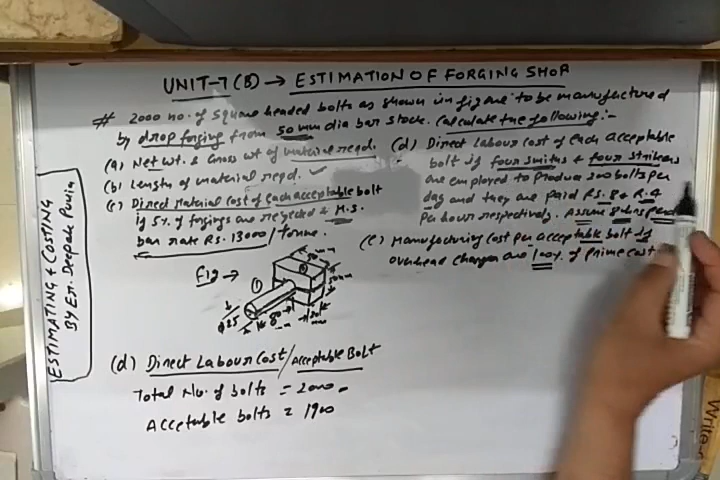 UNIT-7(B) → ESTIMATION OF FORGING SHOP
# 2000 no. of Square headed bolts as shown in figure to be manufactured
by drop forging from 50 mm dia bar stock. Calculate the following:-
(a) Net wt. & Gross wt of material reqd.
(b) Length of material reqd. ✓
(c) Direct Material Cost of each acceptable bolt
if 5% of forgings are rejected & M.S.
bar rate Rs. 13000/tonne.
(d) Direct Labour cost of each acceptable
bolt if four smiths & four strikers
are employed to produce 200 bolts per
day and they are paid Rs. 8 & R. 4
Per hour respectively. Assume 8 hrs per
(e) Manufacturing Cost per acceptable bolt if
overhead charges are 100% of prime cost
Fig →
ESTIMATING & COSTING
BY Er. Deepak Punia
(d) Direct Labour Cost/Acceptable Bolt
Total No. of bolts = 2000
Acceptable bolts = 1900
Write-o